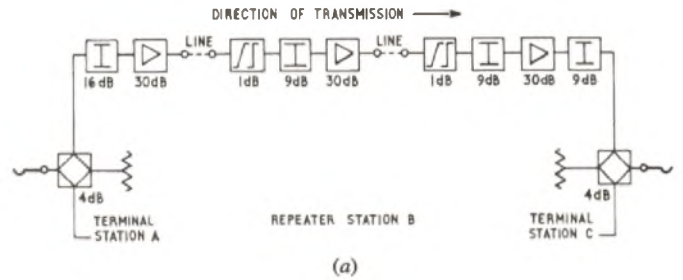 DIRECTION OF TRANSMISSION
LINE LINE
16dB 30dB 1dB 9dB 30dB 1dB 9dB 30dB 9dB
4dB 4dB
TERMINAL STATION A
REPEATER STATION B
TERMINAL STATION C
(a)